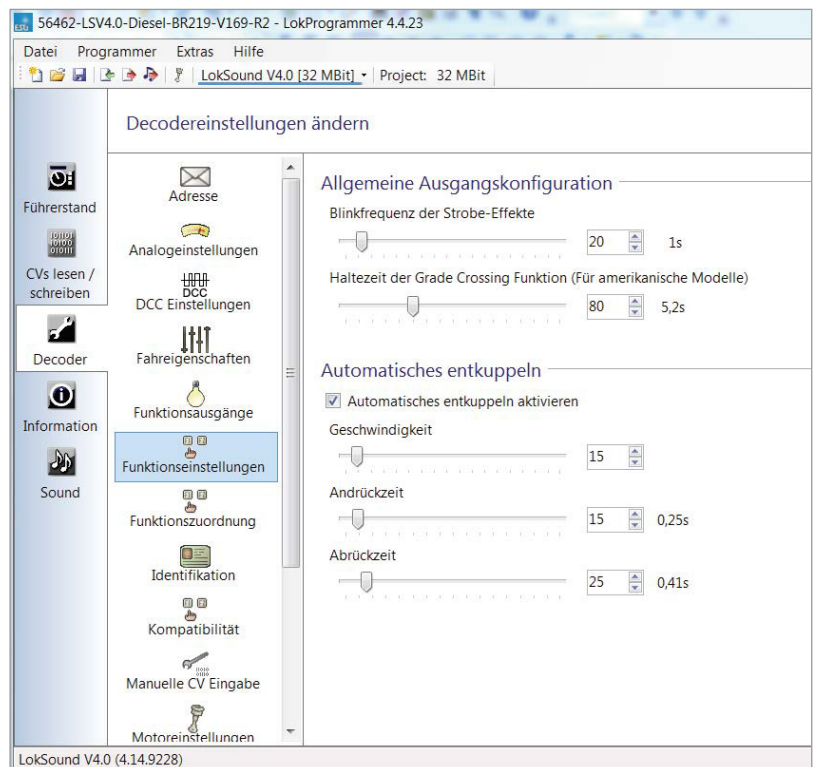 56462-LSV4.0-Diesel-BR219-V169-R2 - LokProgrammer 4.4.23
Datei Programmer Extras Hilfe
LokSound V4.0 [32 MBit] Project: 32 MBit
Decodereinstellungen ändern
Führerstand
CVs lesen /
schreiben
Decoder
Information
Sound
Adresse
Analogeinstellungen
DCC
DCC Einstellungen
Fahreigenschaften
Funktionsausgänge
Funktionseinstellungen
Funktionszuordnung
Identifikation
Kompatibilität
Manuelle CV Eingabe
Motoreinstellungen
Allgemeine Ausgangskonfiguration
Blinkfrequenz der Strobe-Effekte
20 1s
Haltezeit der Grade Crossing Funktion (Für amerikanische Modelle)
80 5,2s
Automatisches entkuppeln
Automatisches entkuppeln aktivieren
Geschwindigkeit
15
Andrückzeit
15 0,25s
Abrückzeit
25 0,41s
LokSound V4.0 (4.14.9228)